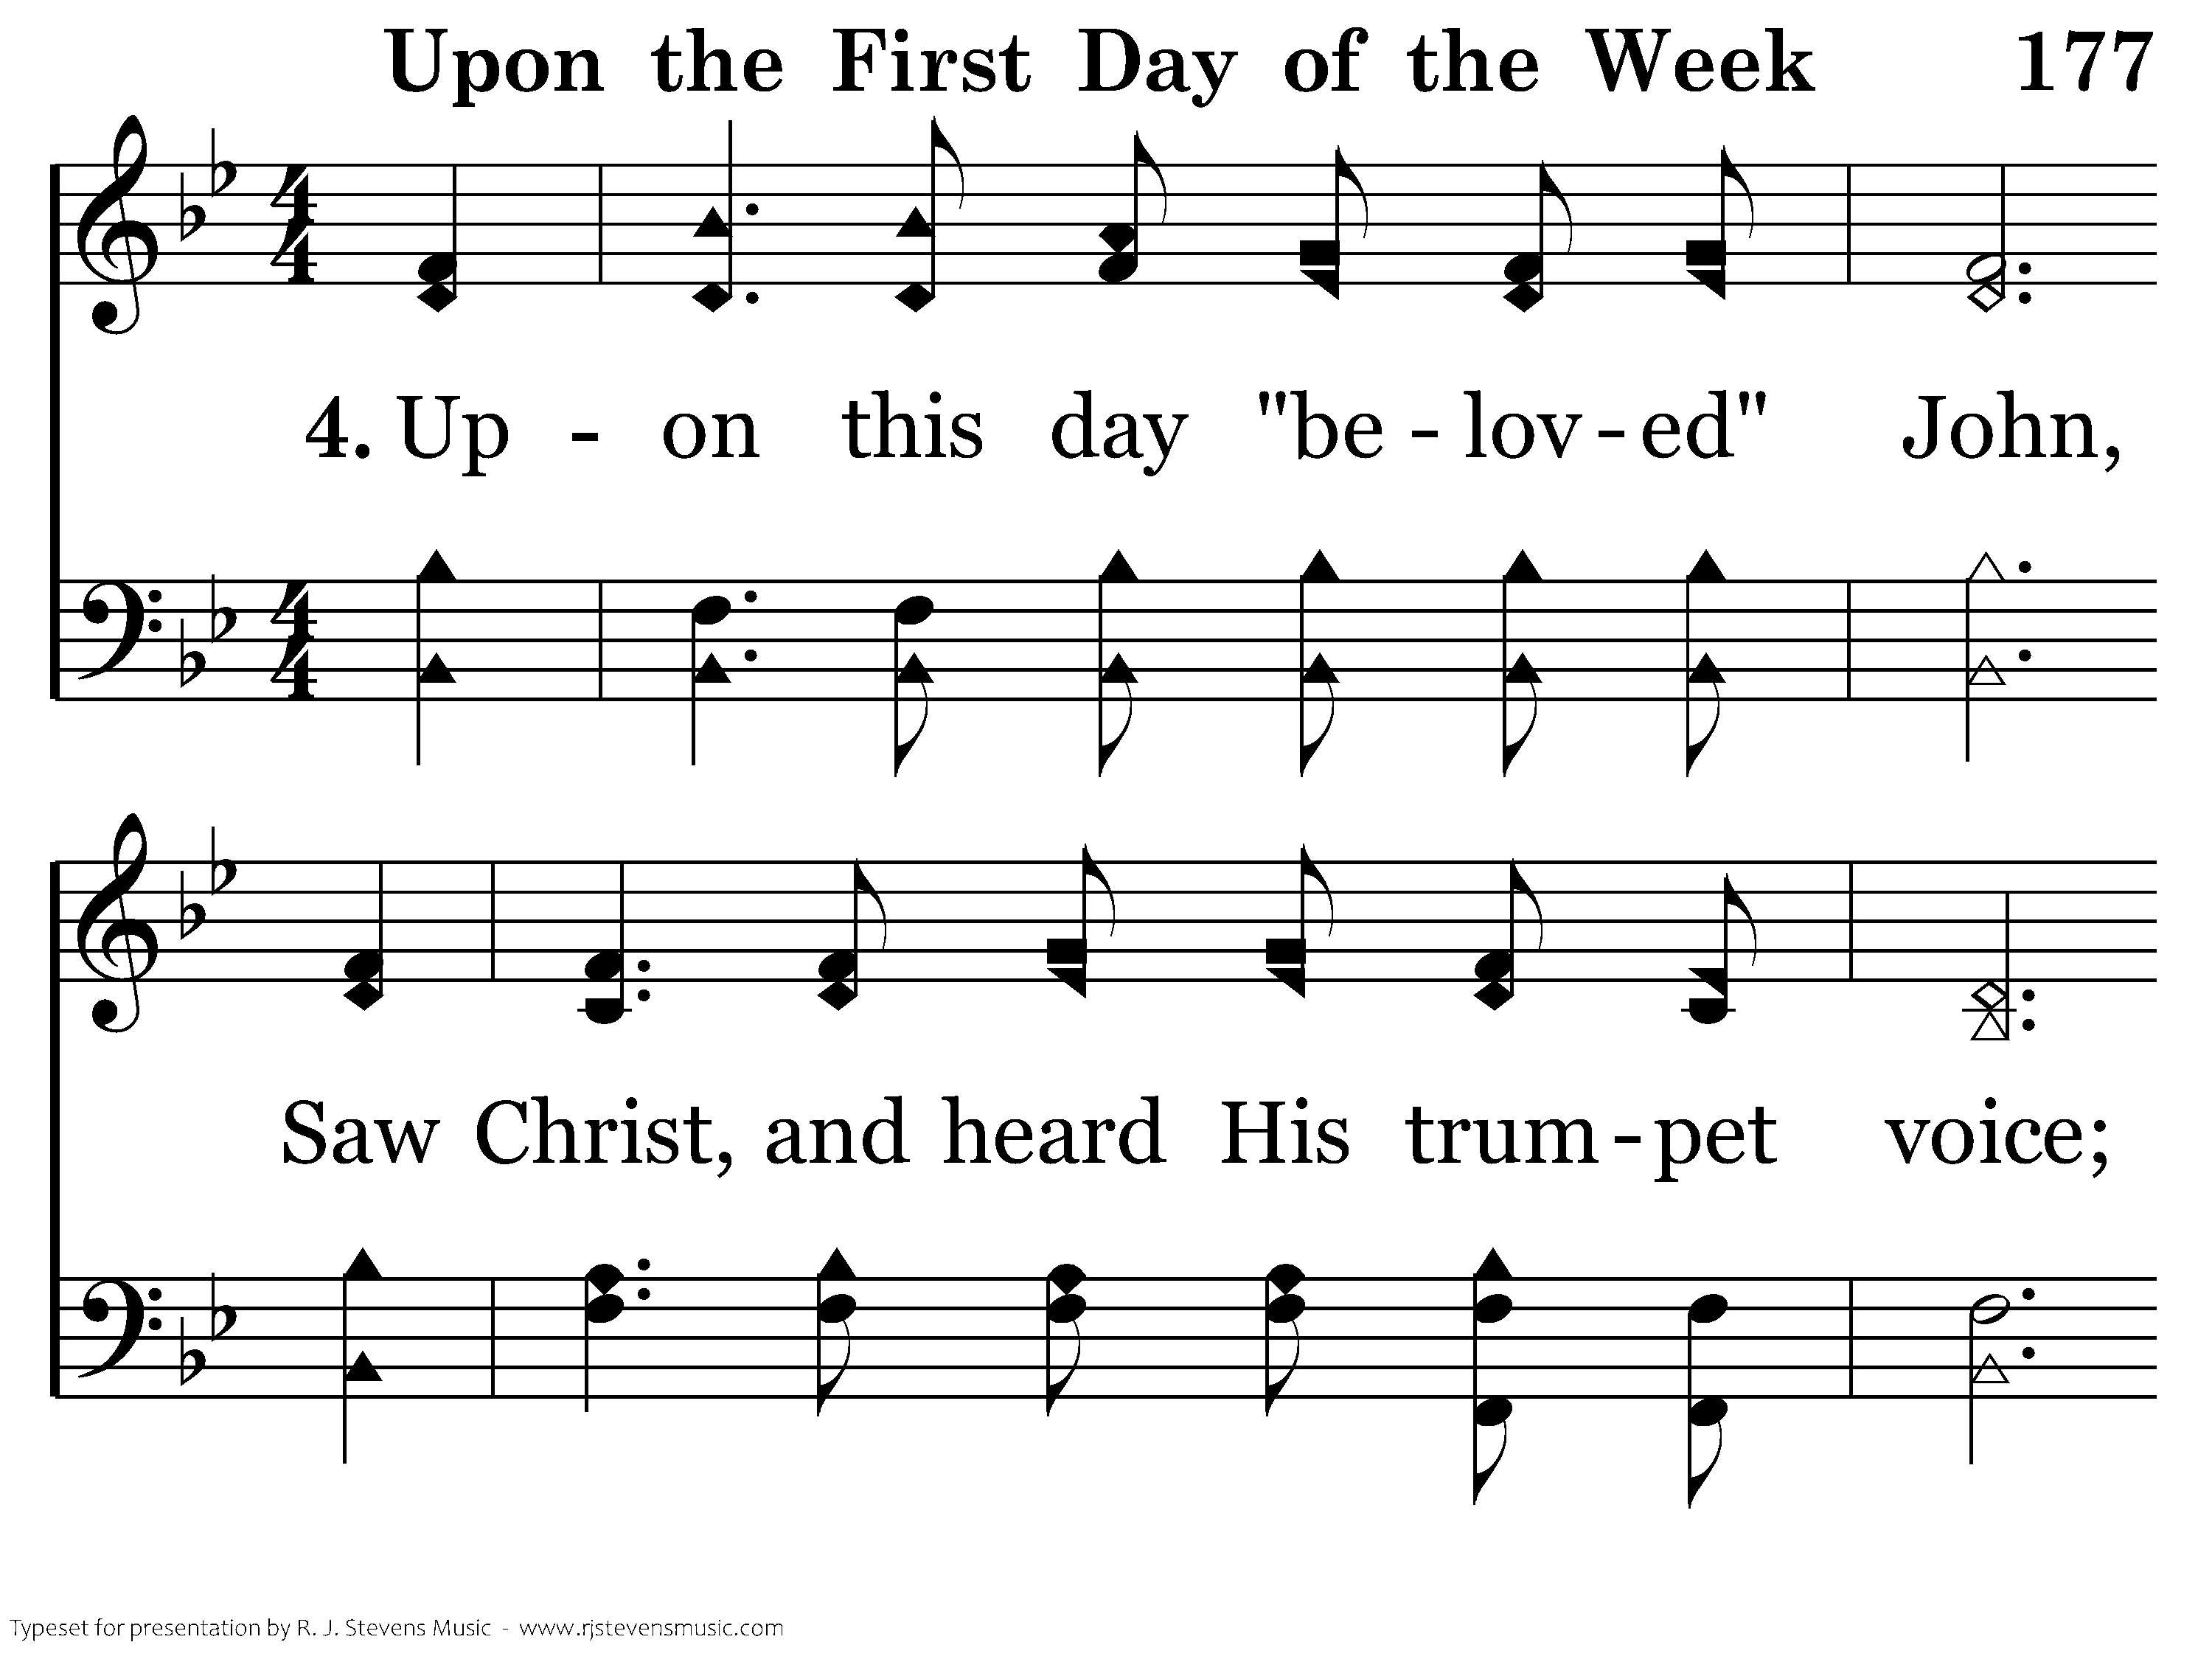 Upon the First Day of the Week 177
4. Up - on this day "be - lov - ed" John,
Saw Christ, and heard His trum - pet voice;
Typeset for presentation by R. J. Stevens Music - www.rjstevensmusic.com